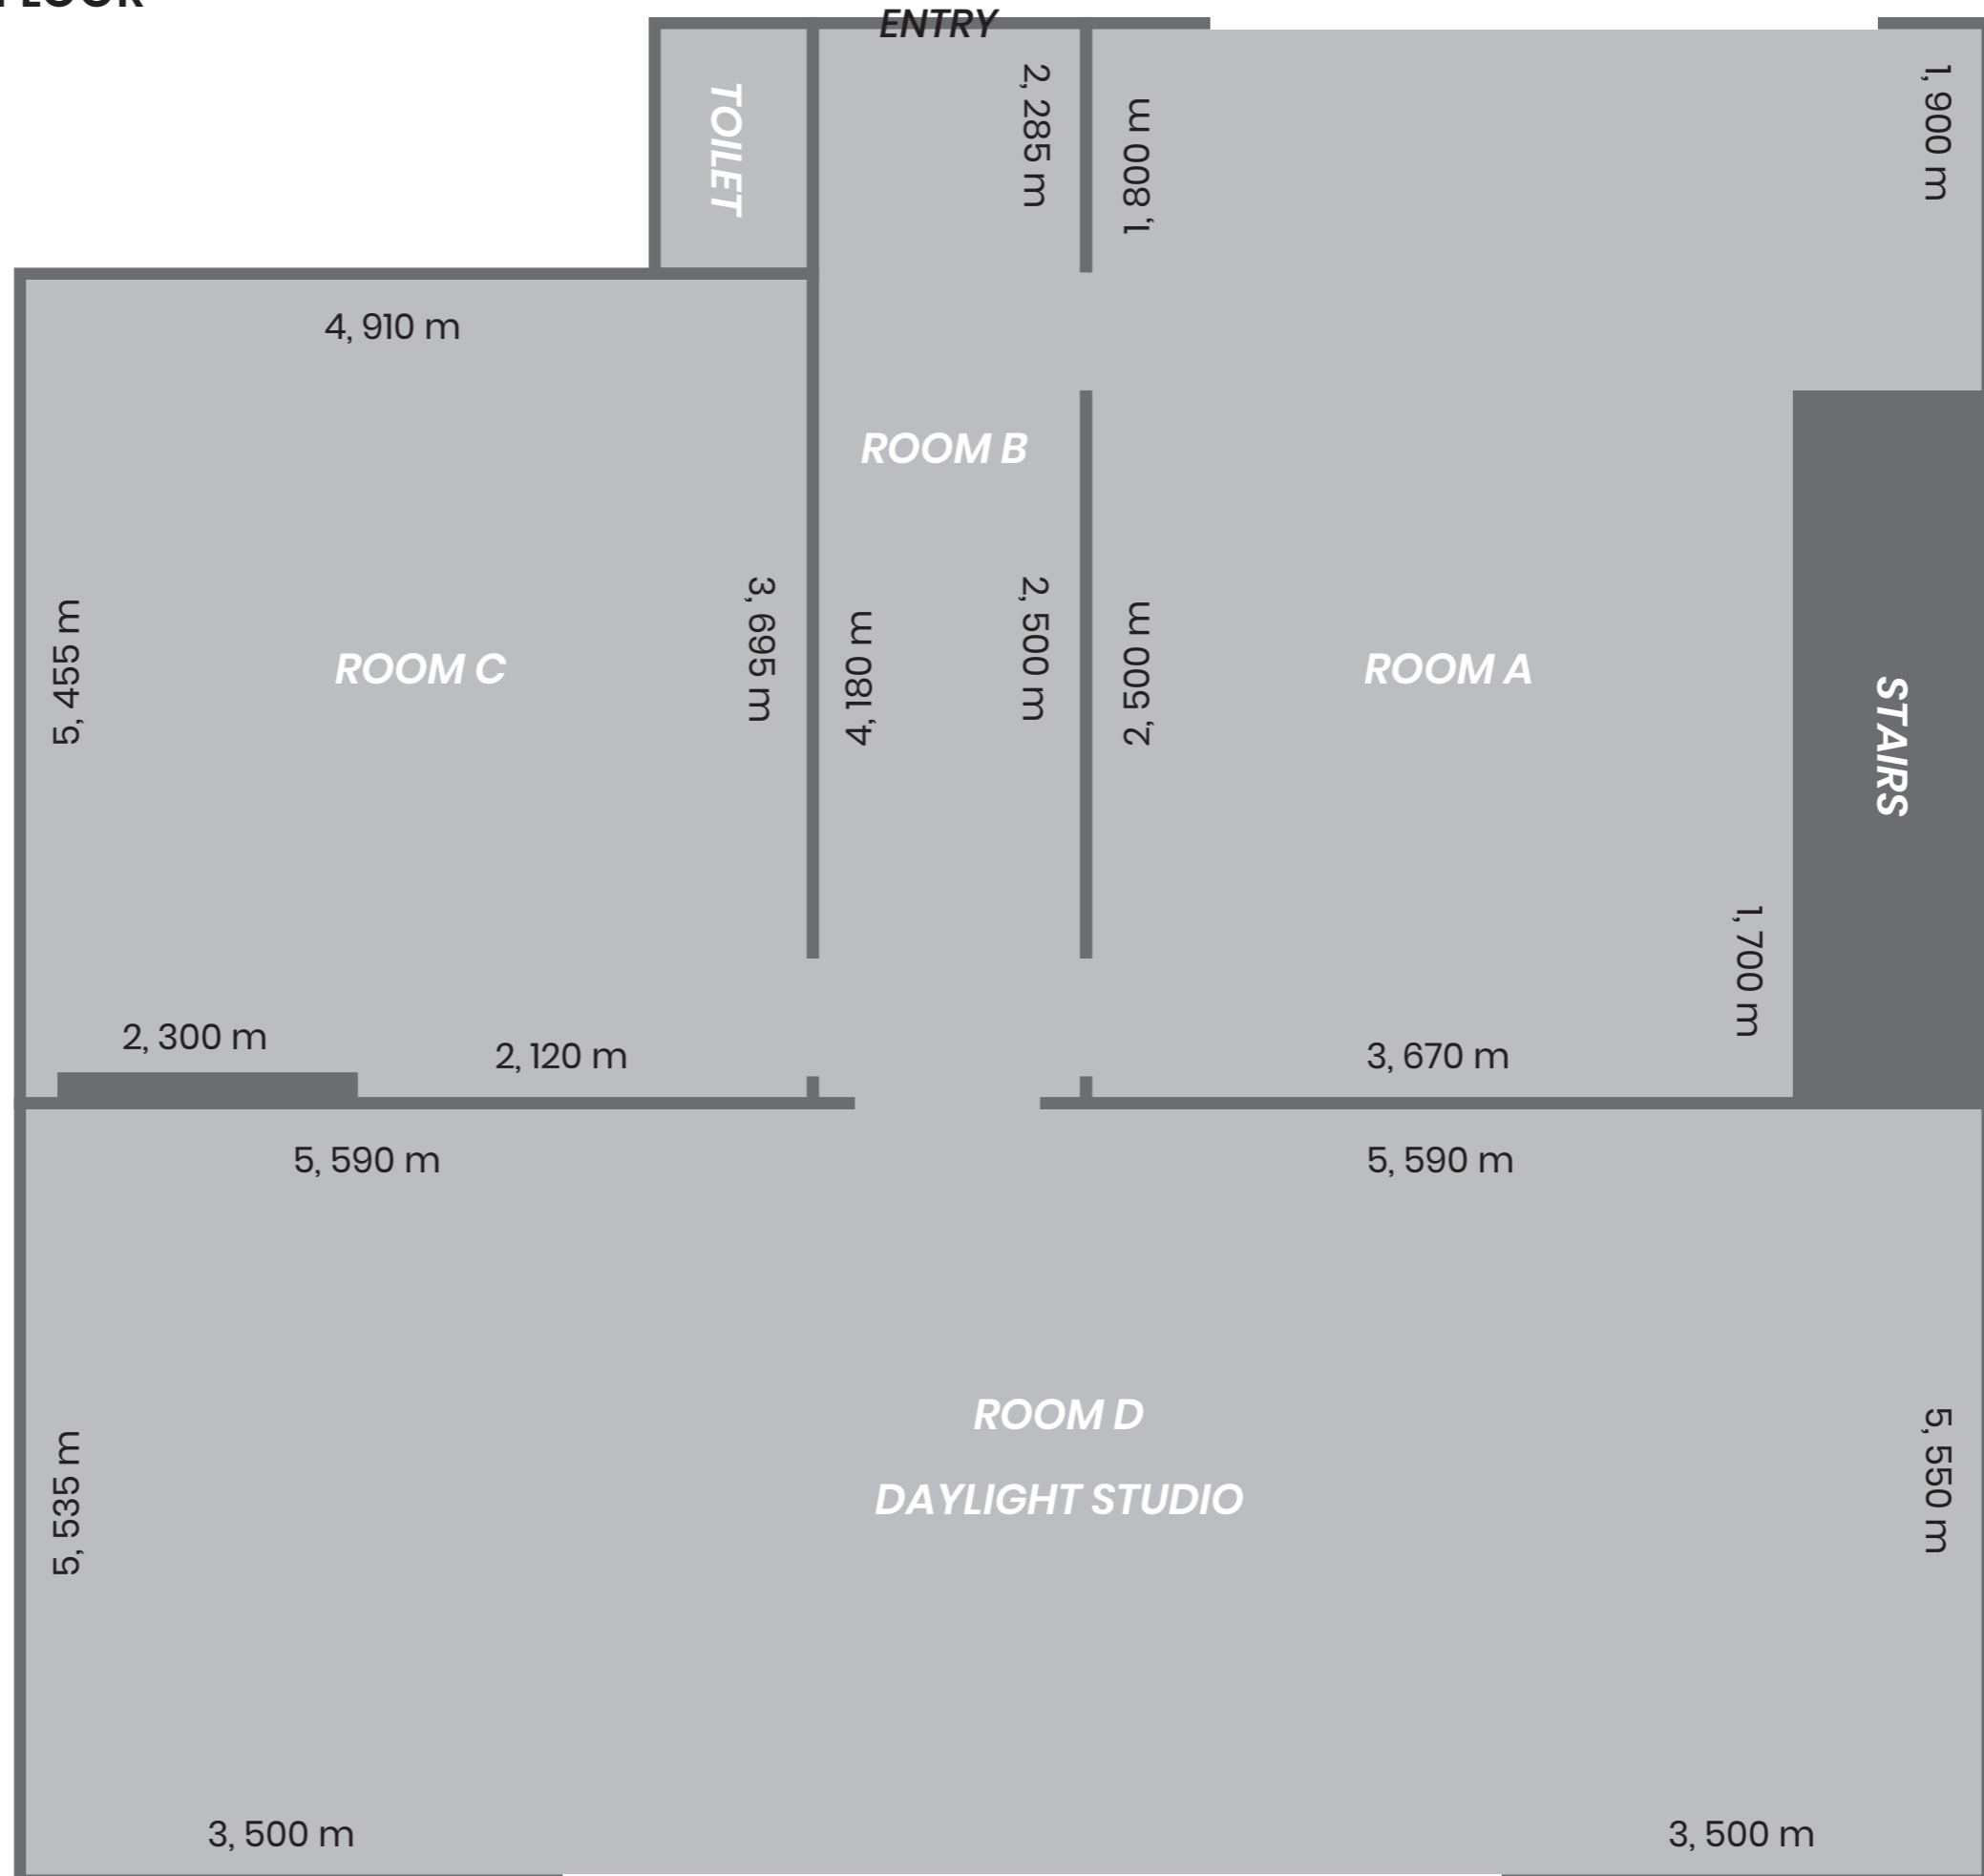 ENTRY
TOILET
2, 285 m
1, 800 m
1, 900 m
4, 910 m
ROOM B
5, 455 m
ROOM C
3, 695 m
4, 180 m
2, 500 m
2, 500 m
ROOM A
STAIRS
1, 700 m
2, 300 m
2, 120 m
3, 670 m
5, 590 m
5, 590 m
ROOM D
DAYLIGHT STUDIO
5, 535 m
5, 550 m
3, 500 m
3, 500 m